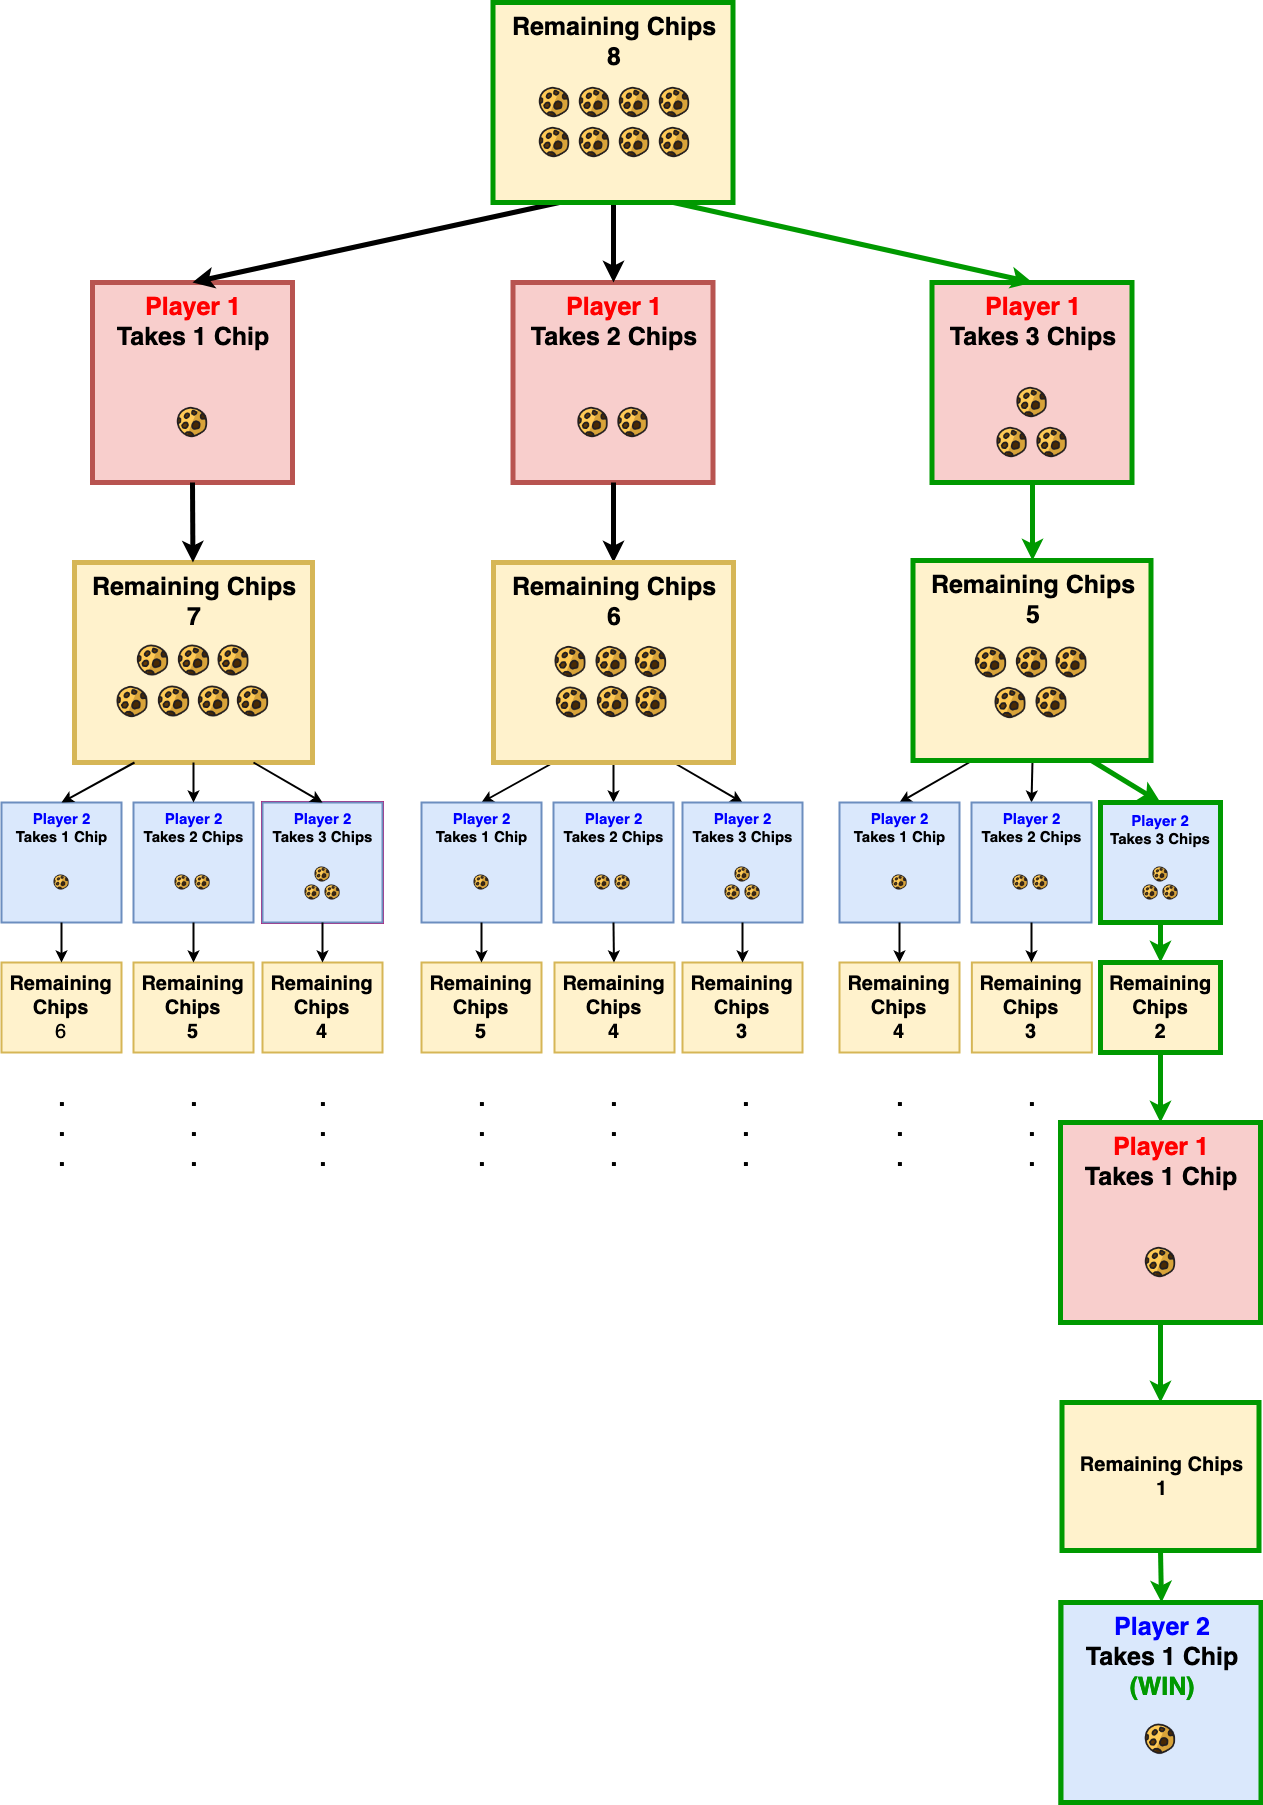 Remaining Chips
8
Player 1
Takes 1 Chip
Player 1
Takes 2 Chips
Player 1
Takes 3 Chips
Remaining Chips
7
Remaining Chips
6
Remaining Chips
5
Player 2
Takes 1 Chip
Player 2
Takes 2 Chips
Player 2
Takes 3 Chips
Player 2
Takes 1 Chip
Player 2
Takes 2 Chips
Player 2
Takes 3 Chips
Player 2
Takes 1 Chip
Player 2
Takes 2 Chips
Player 2
Takes 3 Chips
Remaining
Chips
6
Remaining
Chips
5
Remaining
Chips
4
Remaining
Chips
5
Remaining
Chips
4
Remaining
Chips
3
Remaining
Chips
4
Remaining
Chips
3
Remaining
Chips
2
Player 1
Takes 1 Chip
Remaining Chips
1
Player 2
Takes 1 Chip
(WIN)